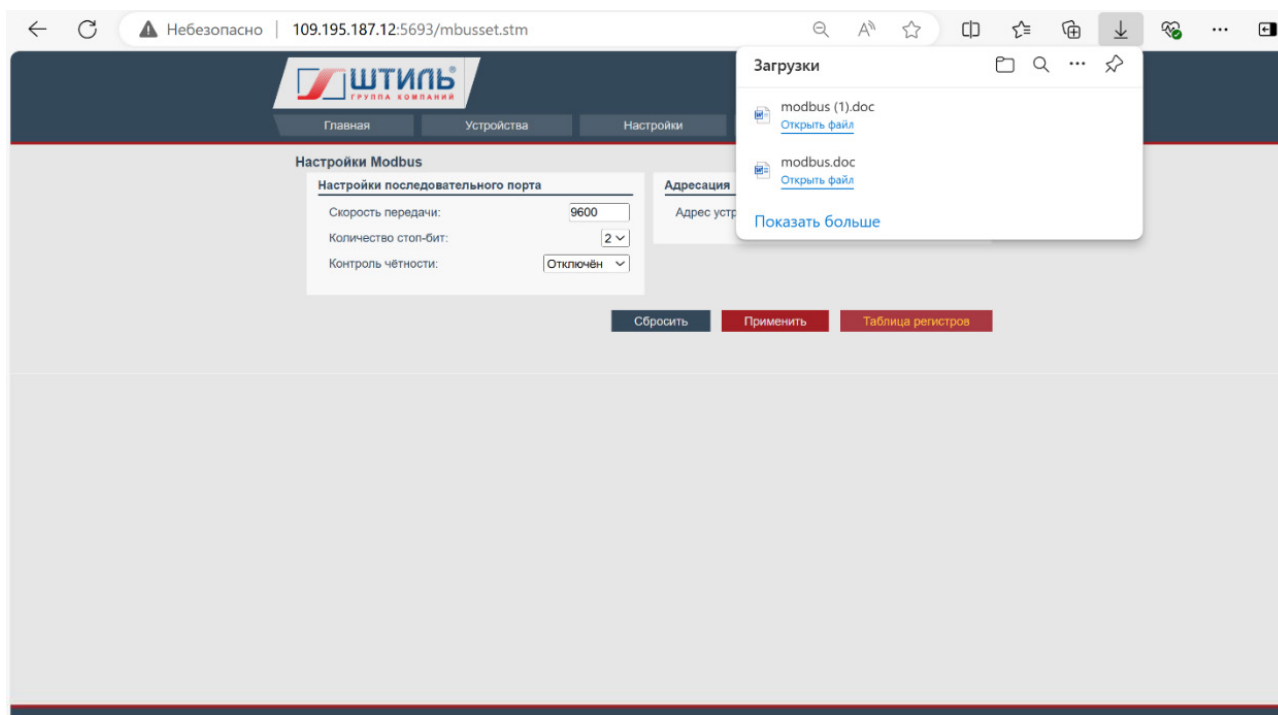 Небезопасно | 109.195.187.12:5693/mbusset.stm
ШТИЛЬ®
ГРУППА КОМПАНИЙ
Главная Устройства Настройки
Загрузки
modbus (1).doc
Открыть файл
modbus.doc
Открыть файл
Показать больше
Настройки Modbus
Настройки последовательного порта
Скорость передачи: 9600
Количество стоп-бит: 2
Контроль чётности: Отключён
Адресация
Адрес устр
Сбросить Применить Таблица регистров